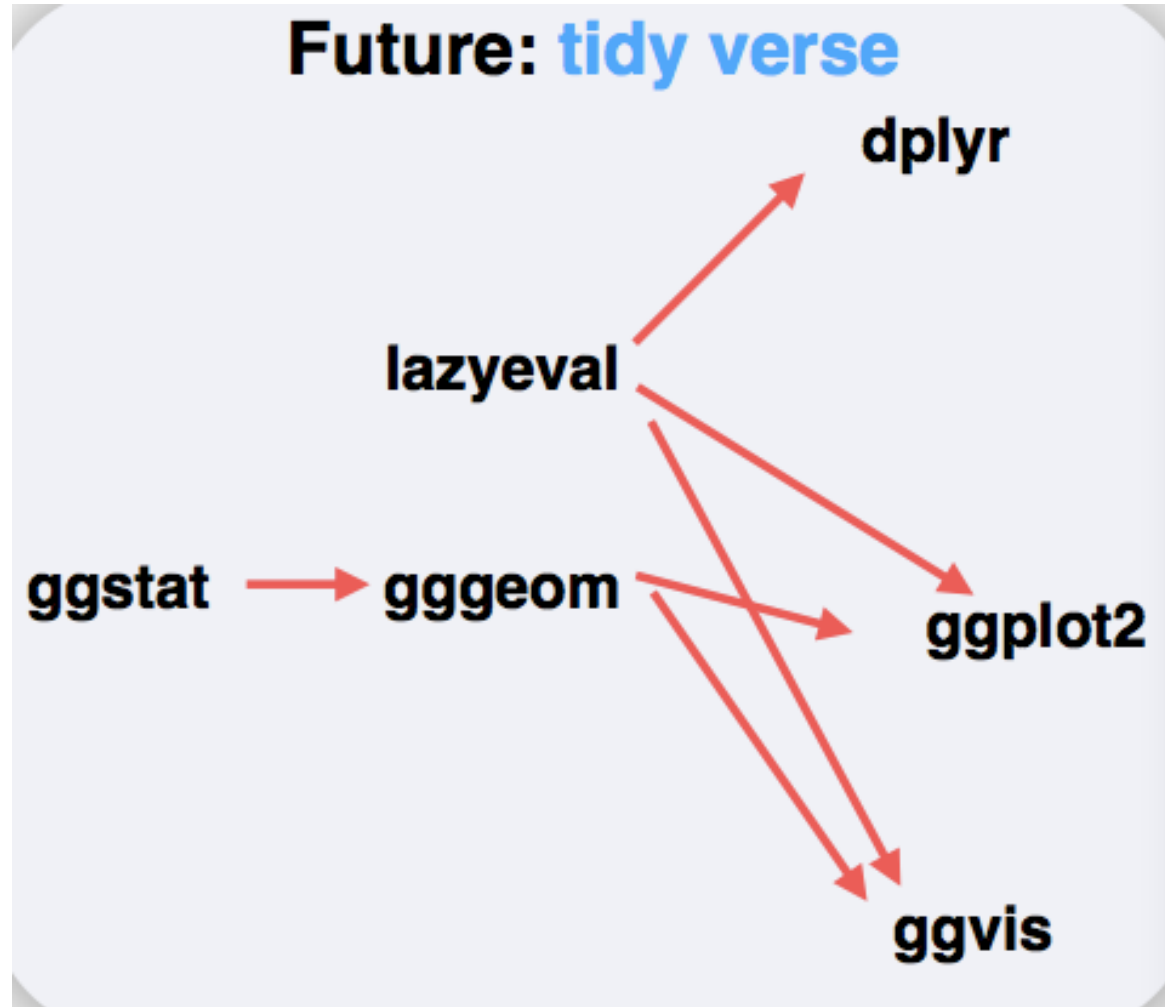 Future: tidy verse
dplyr
lazyeval
ggstat gggeom
ggplot2
ggvis